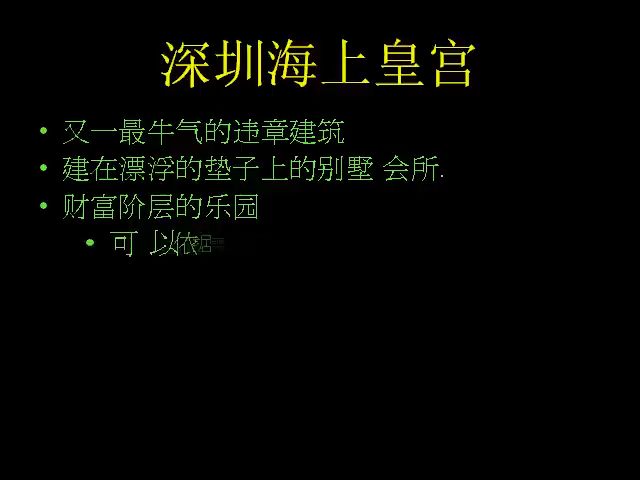 深圳海上皇宫
• 又一最牛气的违章建筑
• 建在漂浮的垫子上的别墅 会所.
• 财富阶层的乐园
• 可 以依据